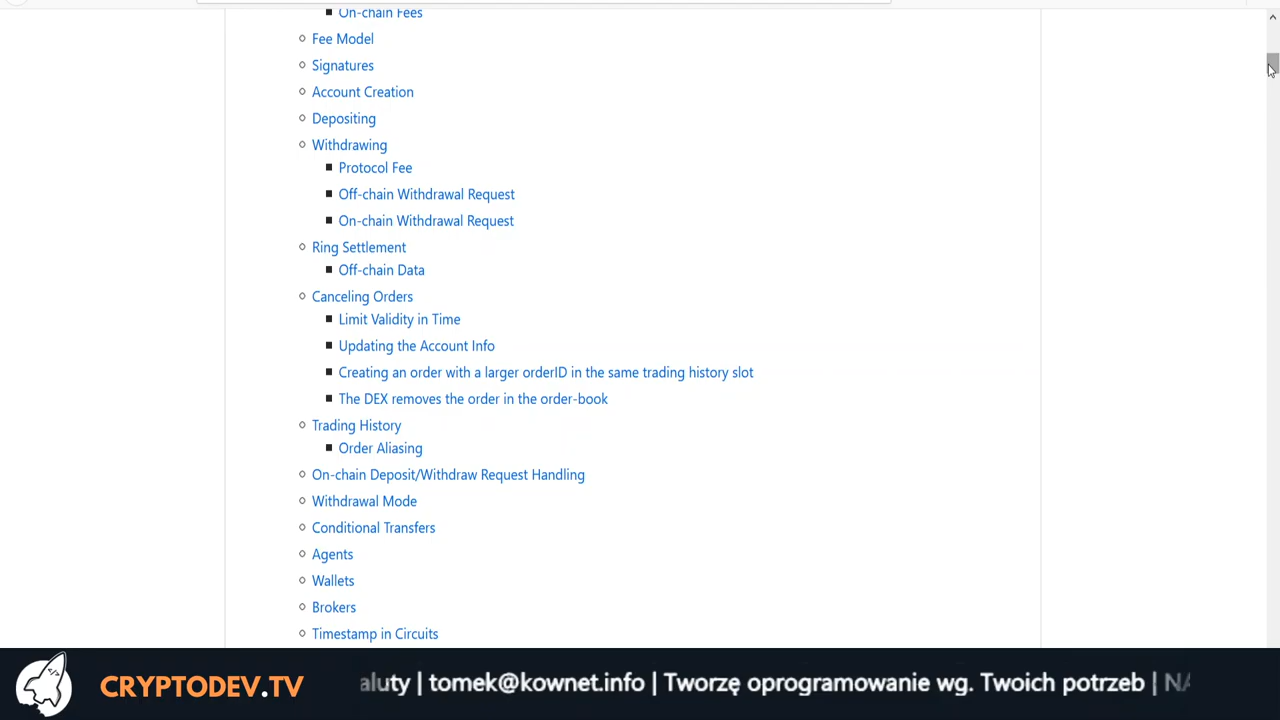 On-chain Fees
Fee Model
Signatures
Account Creation
Depositing
Withdrawing
Protocol Fee
Off-chain Withdrawal Request
On-chain Withdrawal Request
Ring Settlement
Off-chain Data
Canceling Orders
Limit Validity in Time
Updating the Account Info
Creating an order with a larger orderID in the same trading history slot
The DEX removes the order in the order-book
Trading History
Order Aliasing
On-chain Deposit/Withdraw Request Handling
Withdrawal Mode
Conditional Transfers
Agents
Wallets
Brokers
Timestamp in Circuits
CRYPTODEV.TV
aluty | tomek@kownet.info | Tworzę oprogramowanie wg. Twoich potrzeb | NA